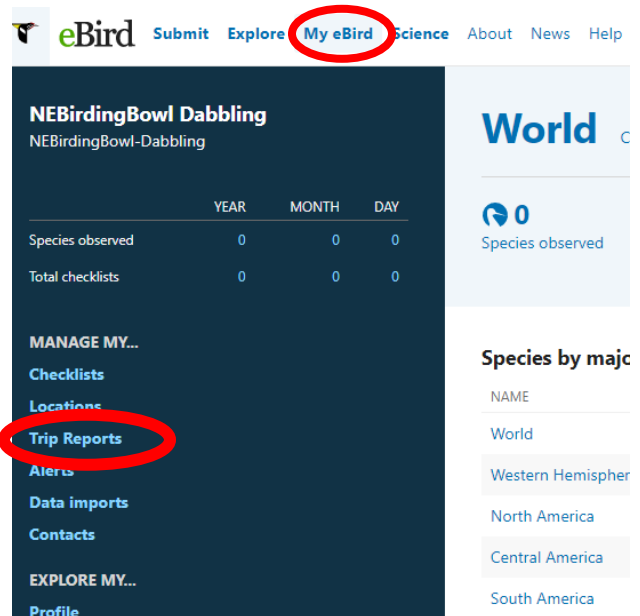 eBird Submit Explore My eBird Science About News Help
NEBirdingBowl Dabbling
NEBirdingBowl-Dabbling
YEAR MONTH DAY
Species observed 0 0 0
Total checklists 0 0 0
MANAGE MY...
Checklists
Locations
Trip Reports
Alerts
Data imports
Contacts
EXPLORE MY...
Profile
World
0
Species observed
Species by majo
NAME
World
Western Hemispher
North America
Central America
South America